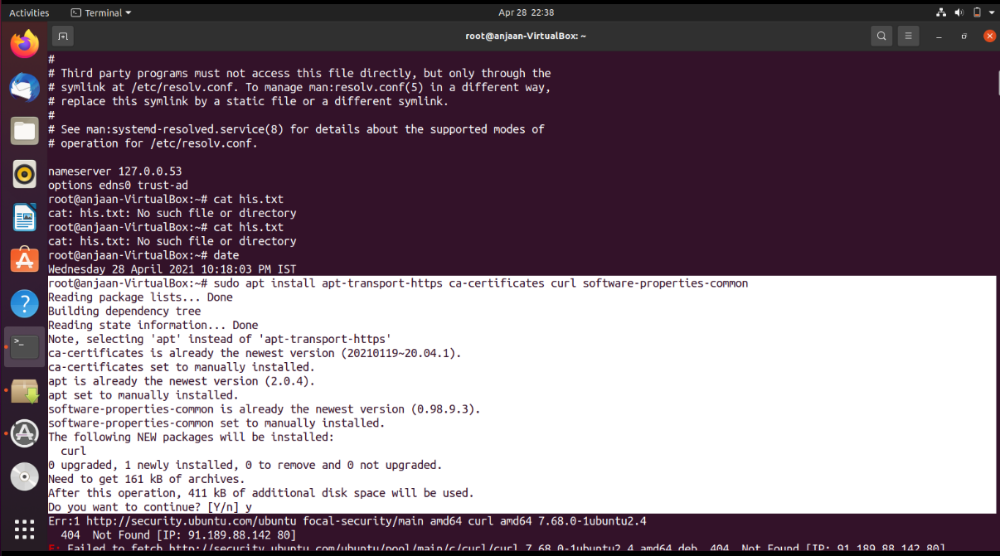 Activities
Terminal
Apr 28 22:38
root@anjaan-VirtualBox: ~
#
# Third party programs must not access this file directly, but only through the
# symlink at /etc/resolv.conf. To manage man:resolv.conf(5) in a different way,
# replace this symlink by a static file or a different symlink.
#
# See man:systemd-resolved.service(8) for details about the supported modes of
# operation for /etc/resolv.conf.
nameserver 127.0.0.53
options edns0 trust-ad
root@anjaan-VirtualBox:~# cat his.txt
cat: his.txt: No such file or directory
root@anjaan-VirtualBox:~# cat his.txt
cat: his.txt: No such file or directory
root@anjaan-VirtualBox:~# date
Wednesday 28 April 2021 10:18:03 PM IST
root@anjaan-VirtualBox:~# sudo apt install apt-transport-https ca-certificates curl software-properties-common
Reading package lists... Done
Building dependency tree
Reading state information... Done
Note, selecting 'apt' instead of 'apt-transport-https'
ca-certificates is already the newest version (20210119~20.04.1).
ca-certificates set to manually installed.
apt is already the newest version (2.0.4).
apt set to manually installed.
software-properties-common is already the newest version (0.98.9.3).
software-properties-common set to manually installed.
The following NEW packages will be installed:
curl
0 upgraded, 1 newly installed, 0 to remove and 0 not upgraded.
Need to get 161 kB of archives.
After this operation, 411 kB of additional disk space will be used.
Do you want to continue? [Y/n] y
Err:1 http://security.ubuntu.com/ubuntu focal-security/main amd64 curl amd64 7.68.0-1ubuntu2.4
404 Not Found [IP: 91.189.88.142 80]
E: Failed to fetch http://security.ubuntu.com/ubuntu/pool/main/c/curl/curl_7.68.0-1ubuntu2.4_amd64.deb 404 Not Found [IP: 91.189.88.142 80]